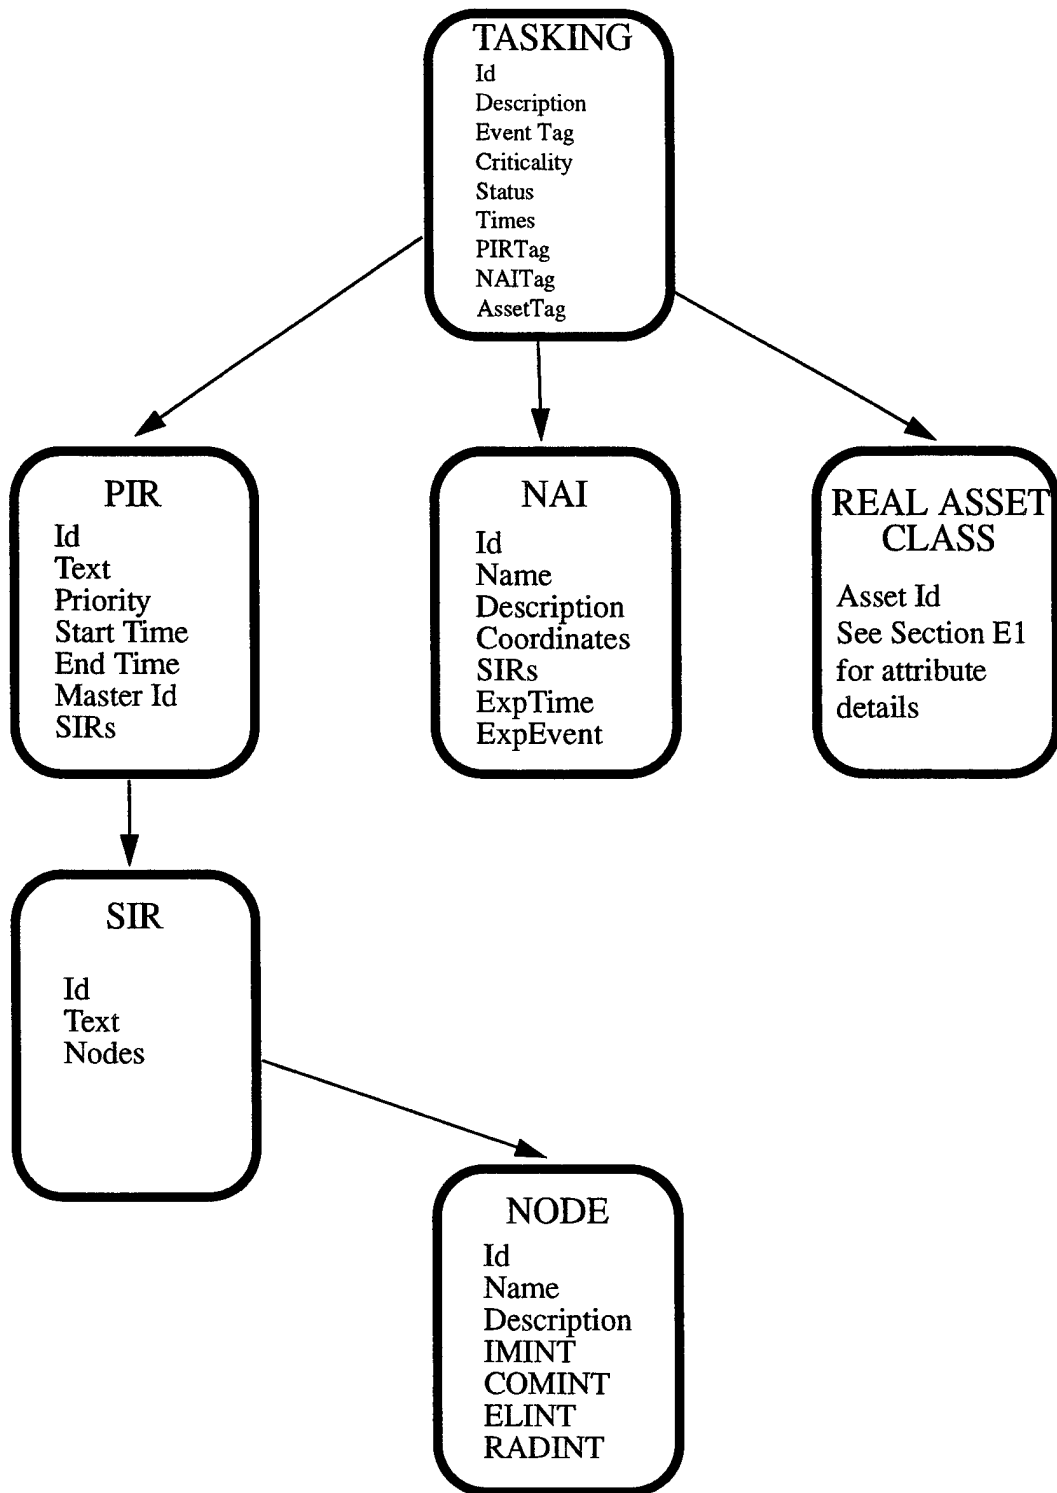 TASKING
Id
Description
Event Tag
Criticality
Status
Times
PIRTag
NAITag
AssetTag
PIR
Id
Text
Priority
Start Time
End Time
Master Id
SIRs
NAI
Id
Name
Description
Coordinates
SIRs
ExpTime
ExpEvent
REAL ASSET
CLASS
Asset Id
See Section E1
for attribute
details
SIR
Id
Text
Nodes
NODE
Id
Name
Description
IMINT
COMINT
ELINT
RADINT